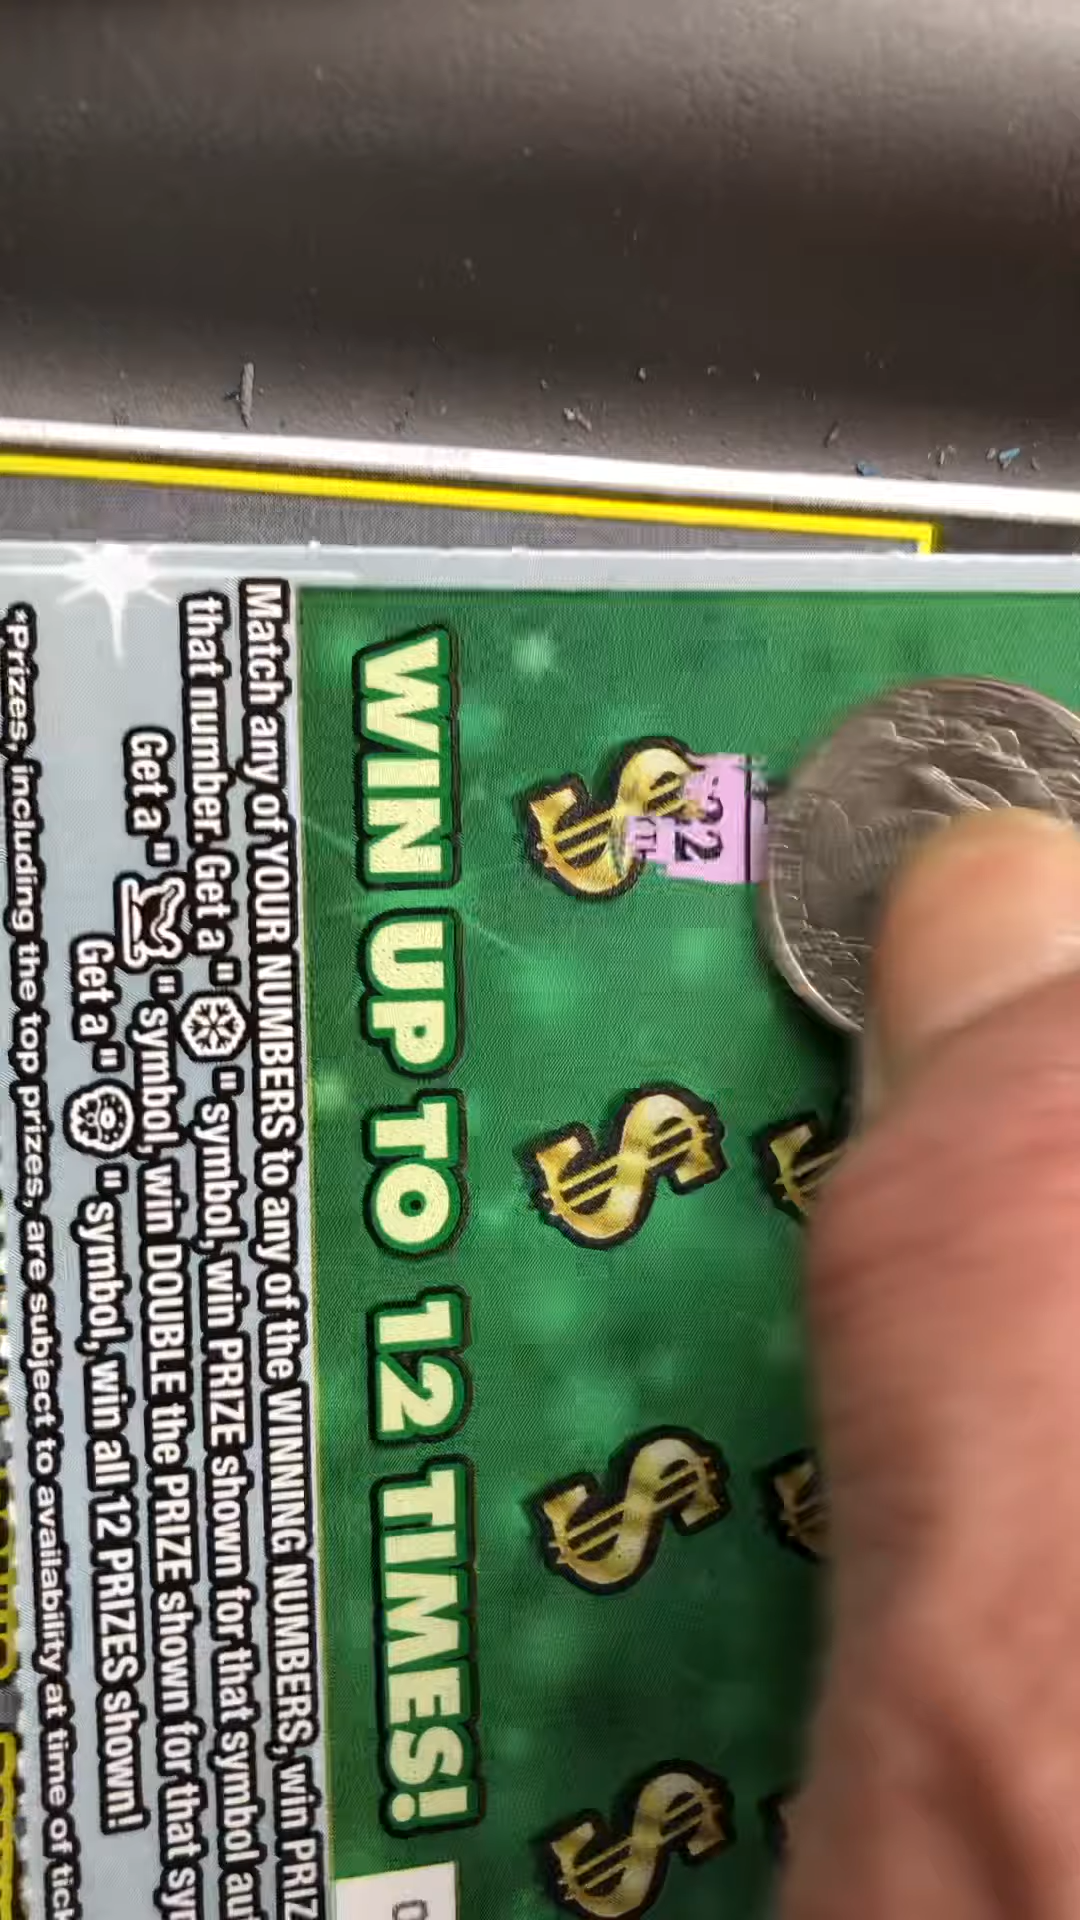 22
WIN UP TO 12 TIMES!
Match any of YOUR NUMBERS to any of the WINNING NUMBERS, win PRIZ
that number. Get a " " symbol, win PRIZE shown for that symbol aut
Get a " " symbol, win DOUBLE the PRIZE shown for that sy
Get a " " symbol, win all 12 PRIZES shown!
*Prizes, including the top prizes, are subject to availability at time of tic